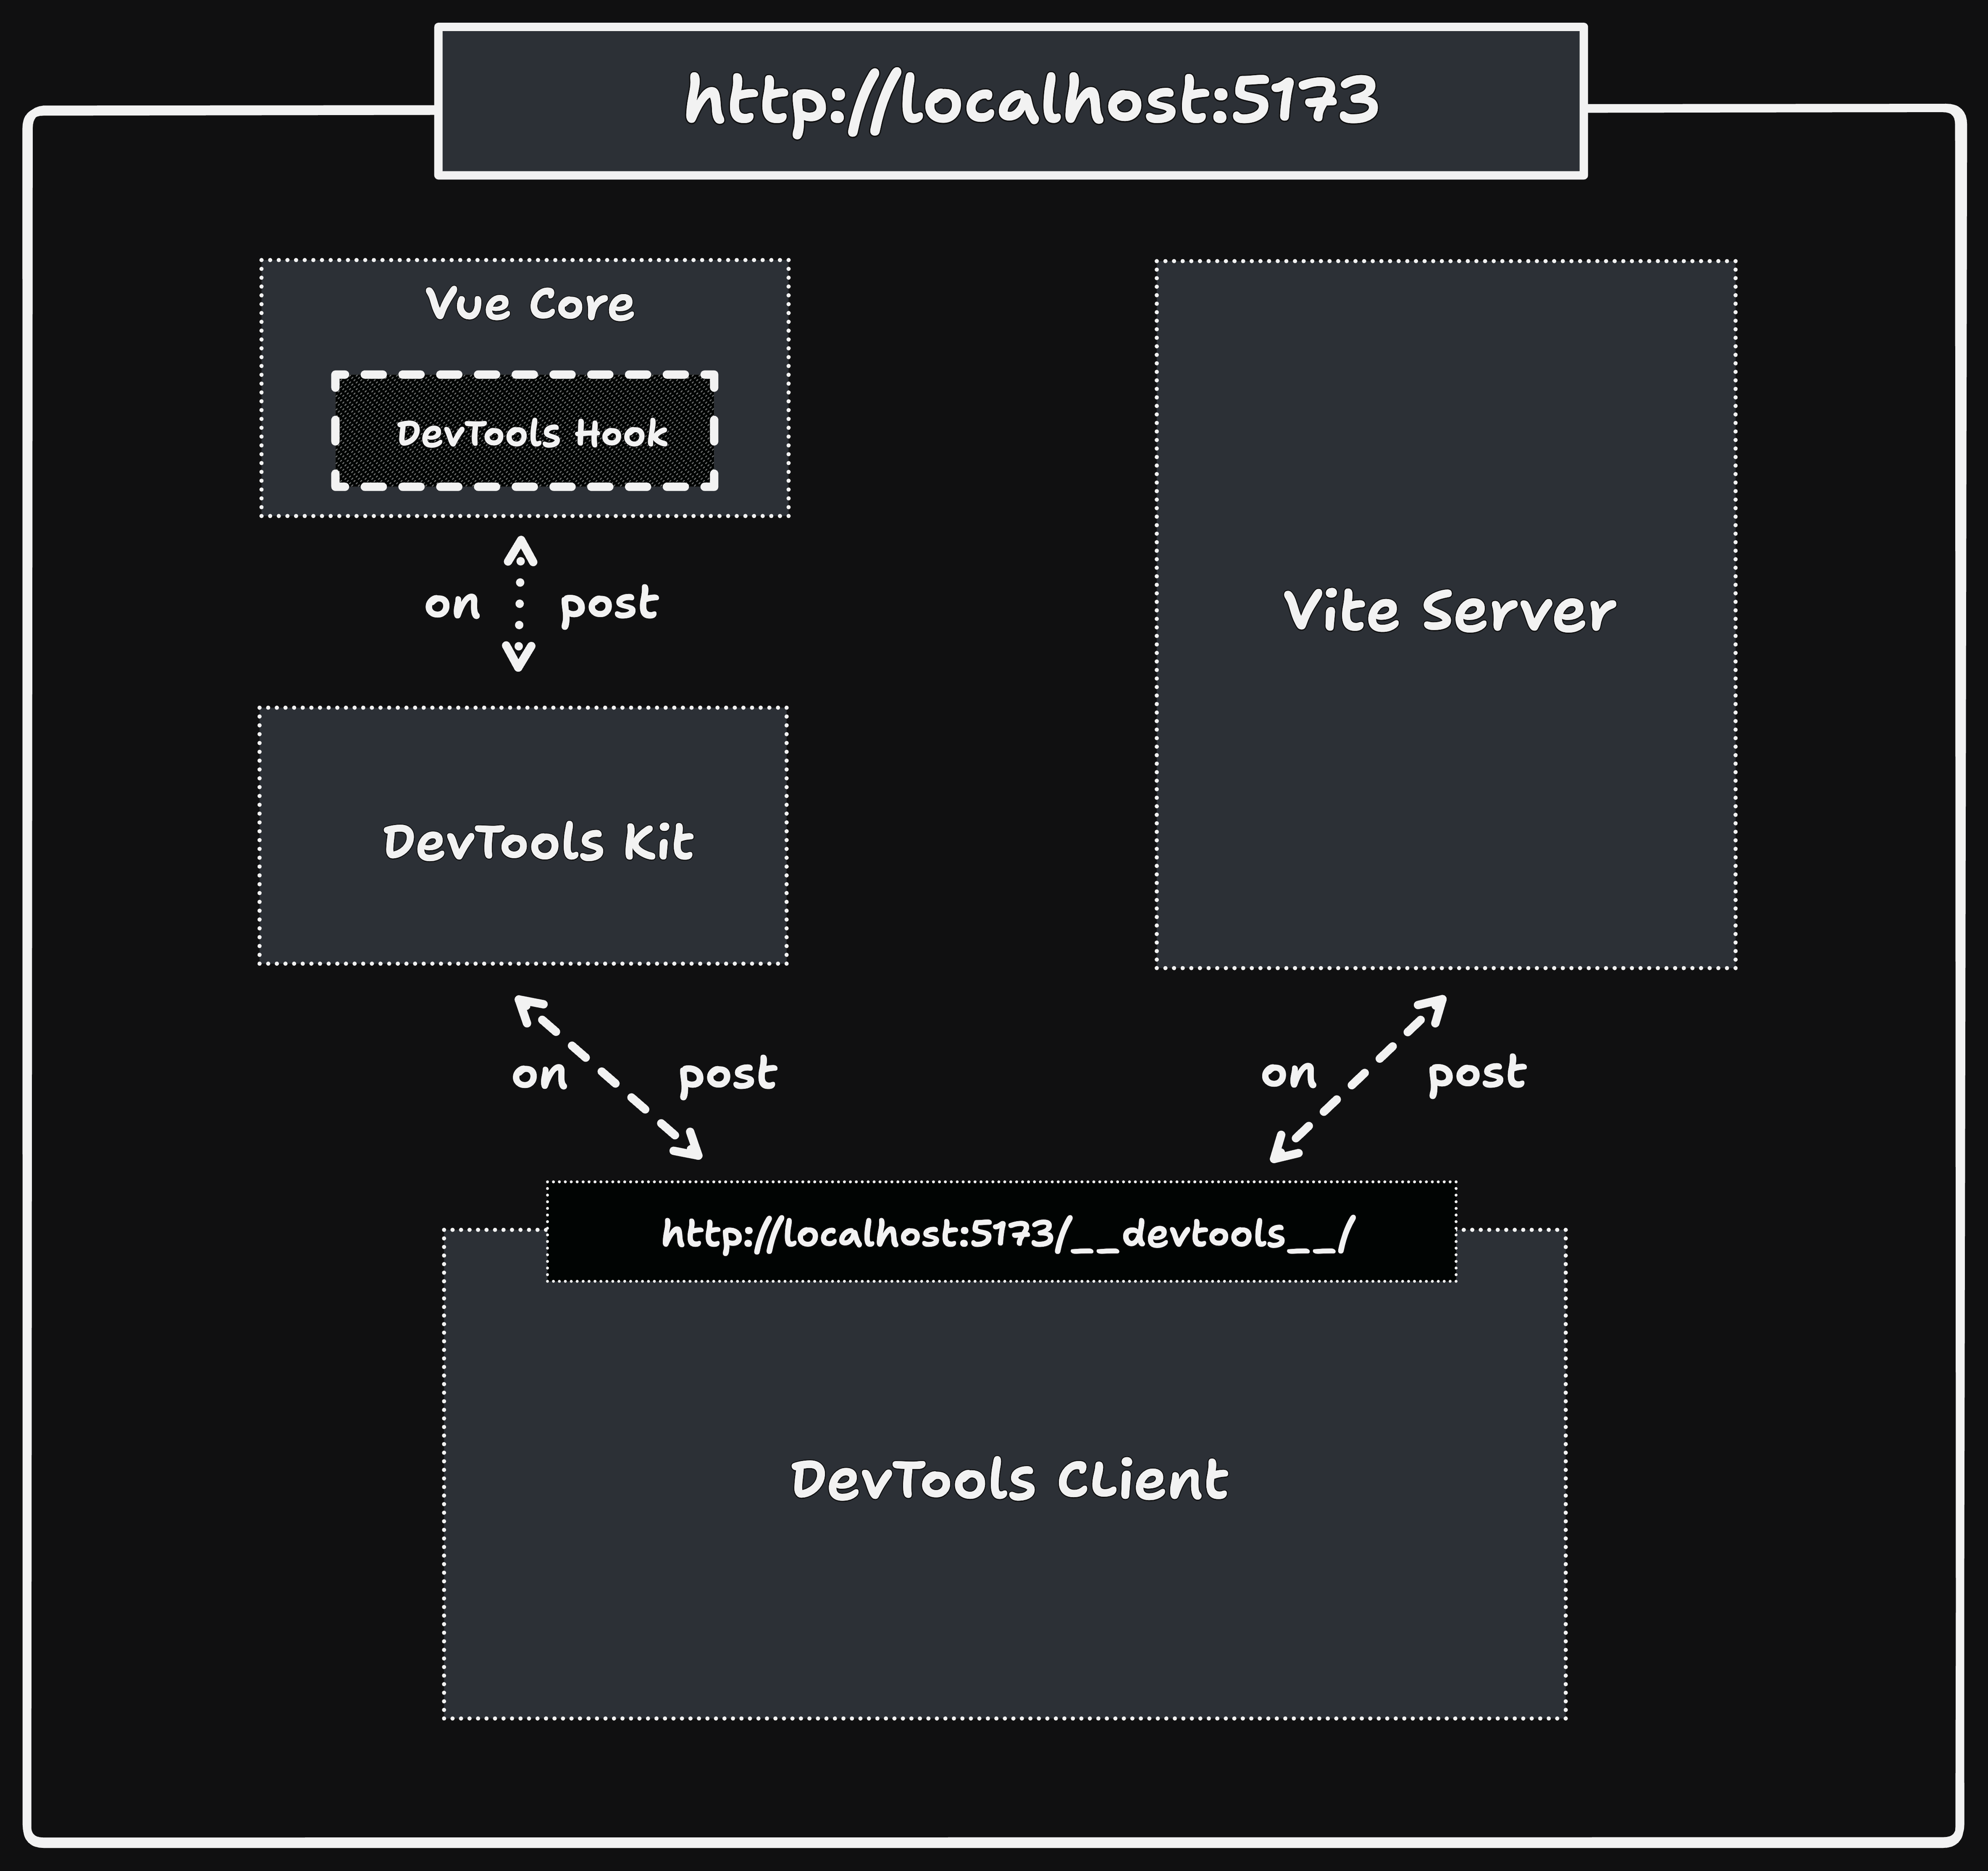 http://localhost:5173
Vue Core
DevTools Hook
on post
Vite Server
DevTools Kit
on post
on post
http://localhost:5173/__devtools__/
DevTools Client